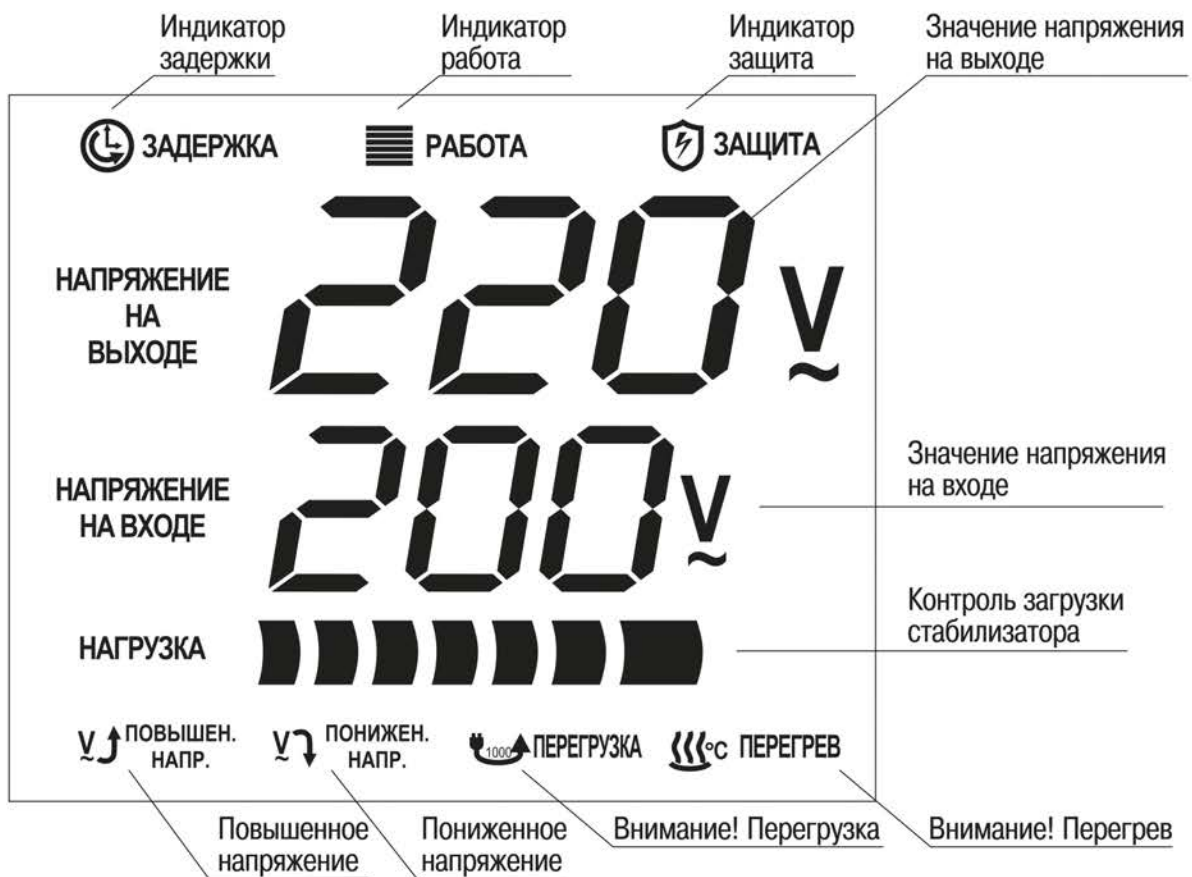 Индикатор
задержки
Индикатор
работа
Индикатор
защита
Значение напряжения
на выходе
ЗАДЕРЖКА
РАБОТА
ЗАЩИТА
НАПРЯЖЕНИЕ
НА
ВЫХОДЕ
220 V
~
НАПРЯЖЕНИЕ
НА ВХОДЕ
200 V
~
Значение напряжения
на входе
НАГРУЗКА
Контроль загрузки
стабилизатора
V
~
ПОВЫШЕН.
НАПР.
V
~
ПОНИЖЕН.
НАПР.
1000
ПЕРЕГРУЗКА
°C ПЕРЕГРЕВ
Повышенное
напряжение
Пониженное
напряжение
Внимание! Перегрузка
Внимание! Перегрев